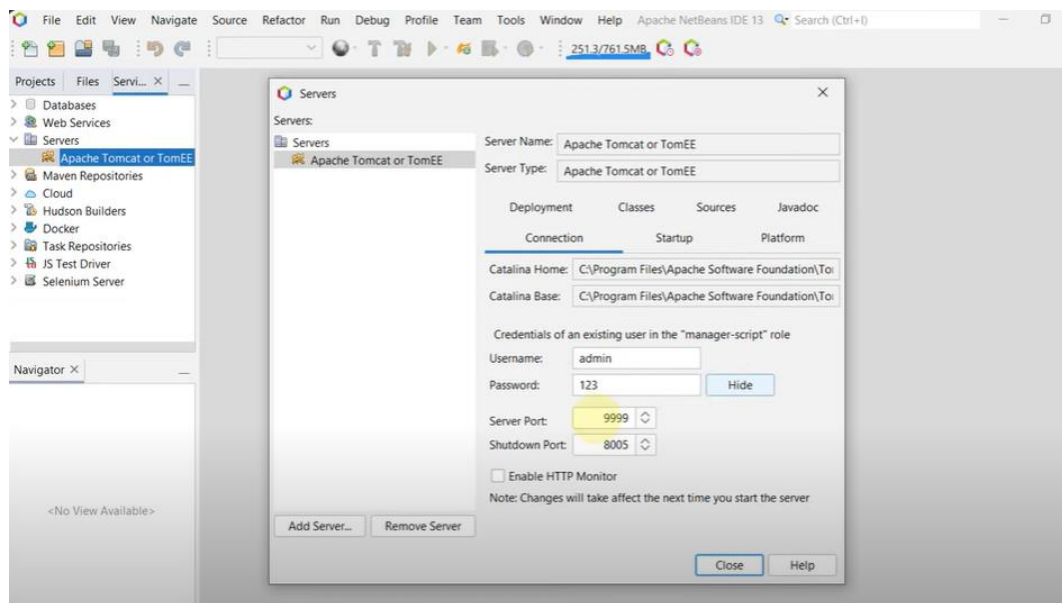 File Edit View Navigate Source Refactor Run Debug Profile Team Tools Window Help Apache NetBeans IDE 13 Search (Ctrl+I)
251.3/761.5MB
Projects Files Servi...
Databases
Web Services
Servers
Apache Tomcat or TomEE
Maven Repositories
Cloud
Hudson Builders
Docker
Task Repositories
JS Test Driver
Selenium Server
Navigator
<No View Available>
Servers
Servers:
Servers
Apache Tomcat or TomEE
Add Server... Remove Server
Server Name: Apache Tomcat or TomEE
Server Type: Apache Tomcat or TomEE
Deployment Classes Sources Javadoc
Connection Startup Platform
Catalina Home: C:\Program Files\Apache Software Foundation\To
Catalina Base: C:\Program Files\Apache Software Foundation\To
Credentials of an existing user in the "manager-script" role
Username: admin
Password: 123 Hide
Server Port: 9999
Shutdown Port: 8005
Enable HTTP Monitor
Note: Changes will take affect the next time you start the server
Close Help